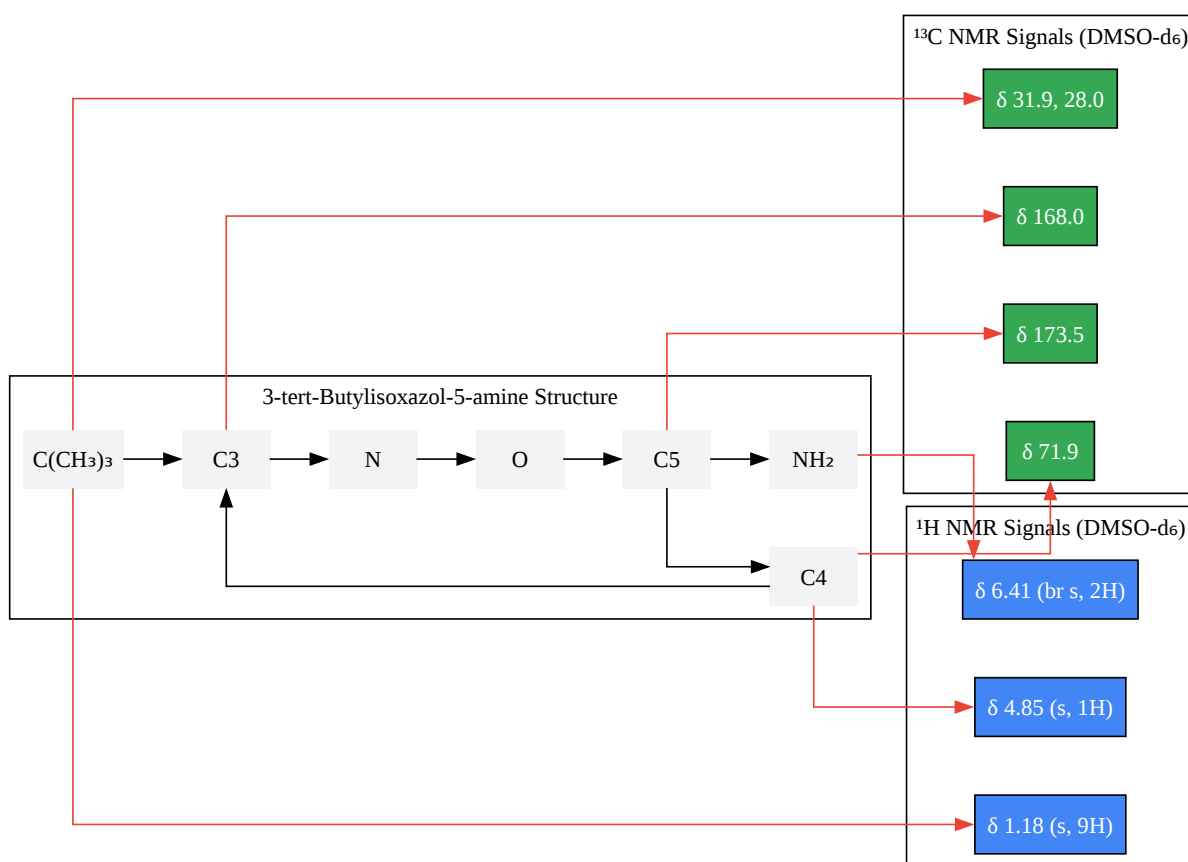 ¹³C NMR Signals (DMSO-d₆)
δ 31.9, 28.0
δ 168.0
δ 173.5
δ 71.9
3-tert-Butylisoxazol-5-amine Structure
C(CH₃)₃
C3
N
O
C5
NH₂
C4
¹H NMR Signals (DMSO-d₆)
δ 6.41 (br s, 2H)
δ 4.85 (s, 1H)
δ 1.18 (s, 9H)